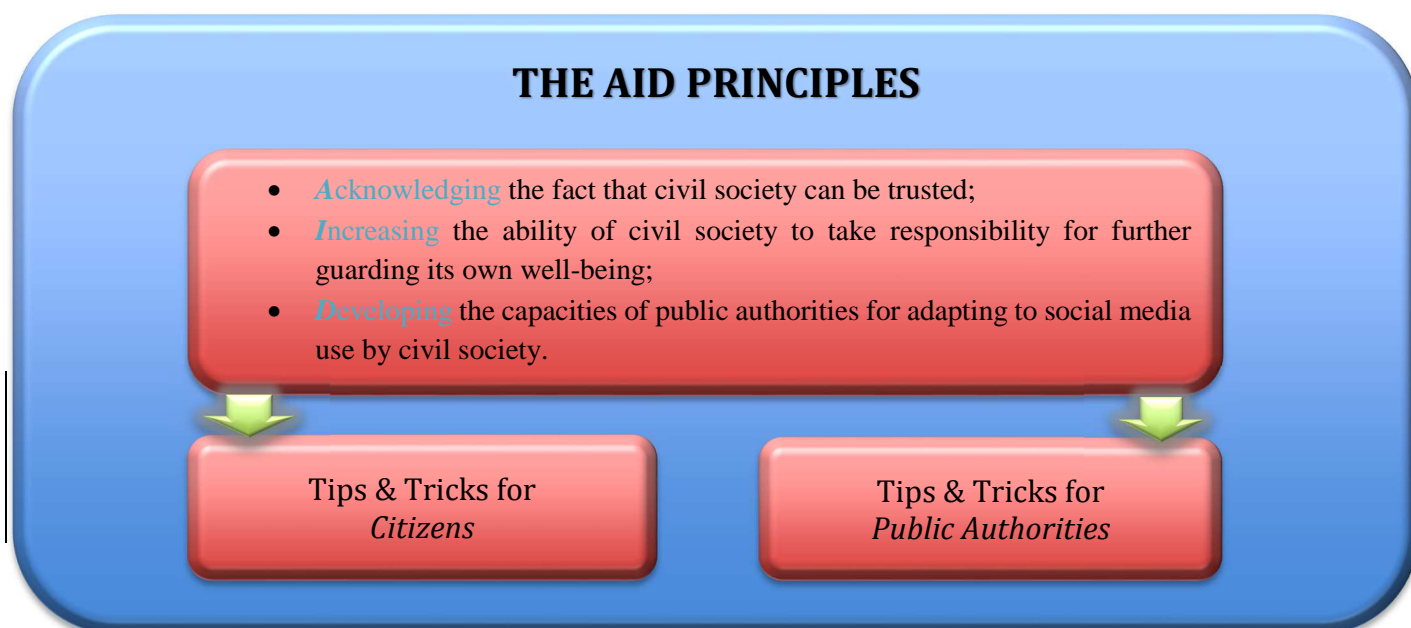 THE AID PRINCIPLES
• Acknowledging the fact that civil society can be trusted;
• Increasing the ability of civil society to take responsibility for further
guarding its own well-being;
• Developing the capacities of public authorities for adapting to social media
use by civil society.
Tips & Tricks for
Citizens
Tips & Tricks for
Public Authorities